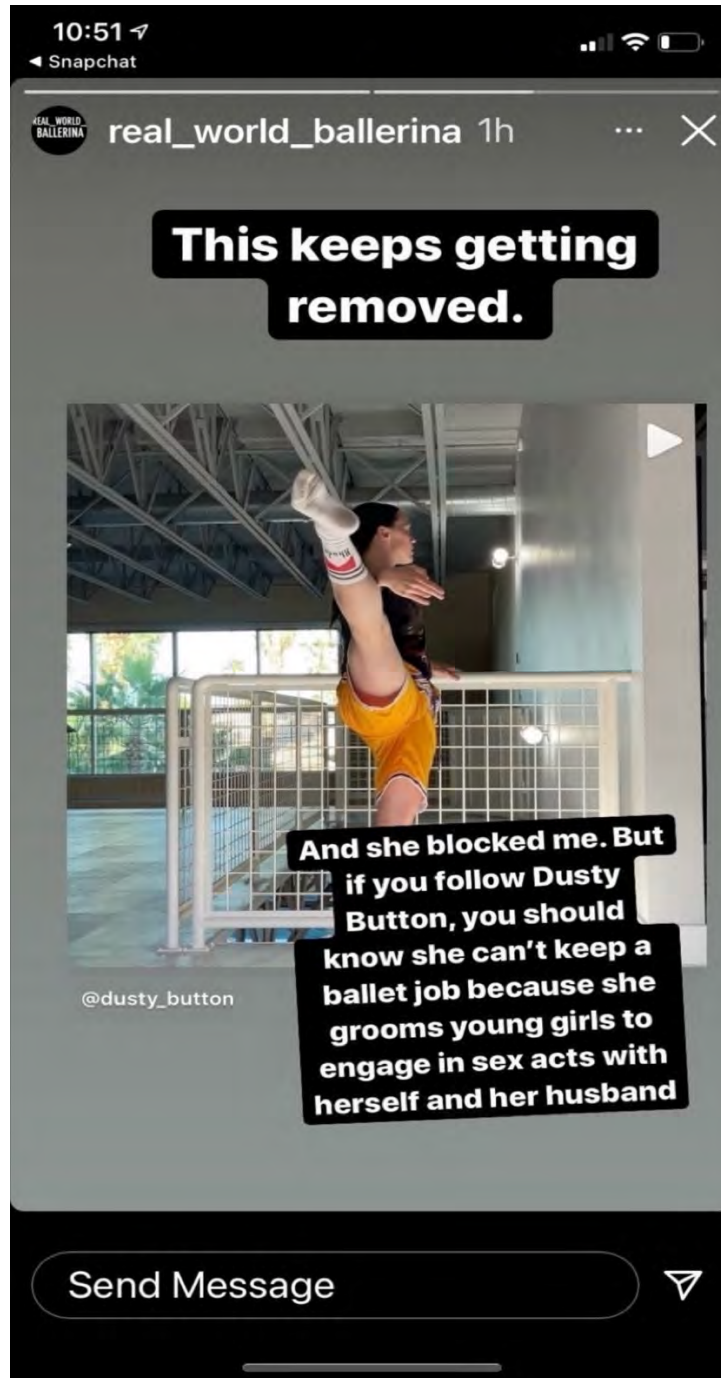 10:51
◄ Snapchat
REAL_WORLD_
BALLERINA
real_world_ballerina 1h
This keeps getting
removed.
And she blocked me. But
if you follow Dusty
Button, you should
know she can't keep a
ballet job because she
grooms young girls to
engage in sex acts with
herself and her husband
@dusty_button
Send Message